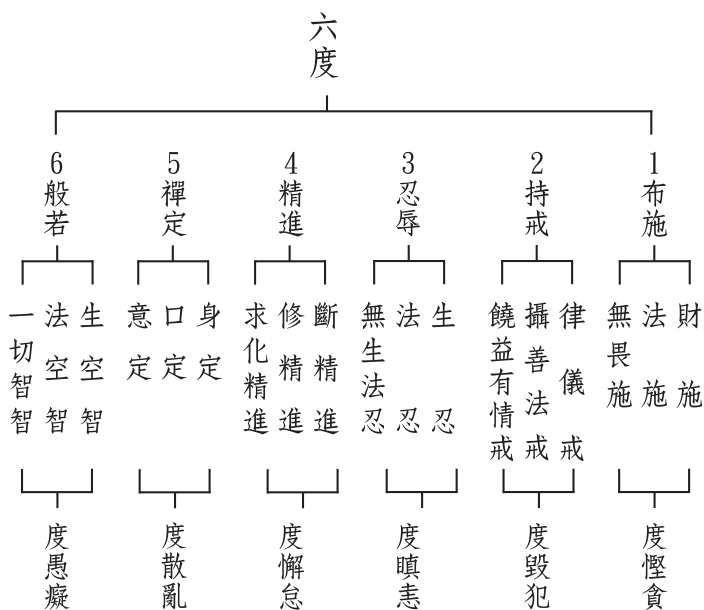 六度
1布施
財施
法施
無畏施
度慳貪
2持戒
律儀戒
攝善法戒
饒益有情戒
度毀犯
3忍辱
生忍
法忍
無生法忍
度瞋恚
4精進
斷精進
修精進
求化精進
度懈怠
5禪定
身定
口定
意定
度散亂
6般若
生空智
法空智
一切智智
度愚癡